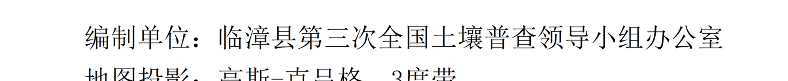 编制单位：临漳县第三次全国土壤普查领导小组办公室
地图投影：高斯-克吕格 3度带